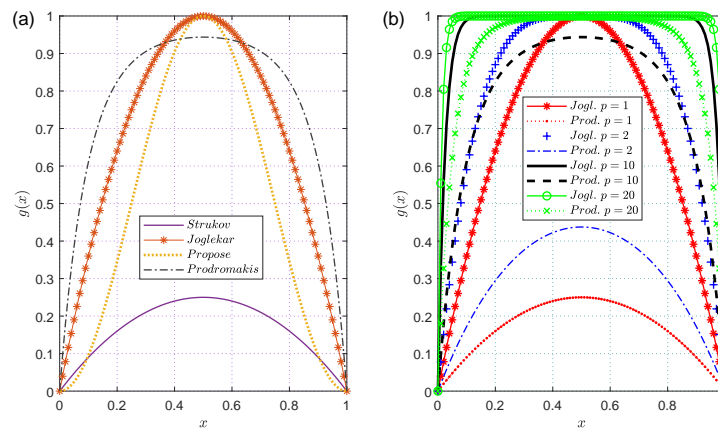 (a)
1
0.9
0.8
0.7
0.6
0.5
0.4
0.3
0.2
0.1
0
g(x)
0 0.2 0.4 0.6 0.8 1
x
Strukov
Joglekar
Propose
Prodromakis
(b)
1
0.9
0.8
0.7
0.6
0.5
0.4
0.3
0.2
0.1
0
g(x)
0 0.2 0.4 0.6 0.8
x
Jogl. p = 1
Prod. p = 1
Jogl. p = 2
Prod. p = 2
Jogl. p = 10
Prod. p = 10
Jogl. p = 20
Prod. p = 20